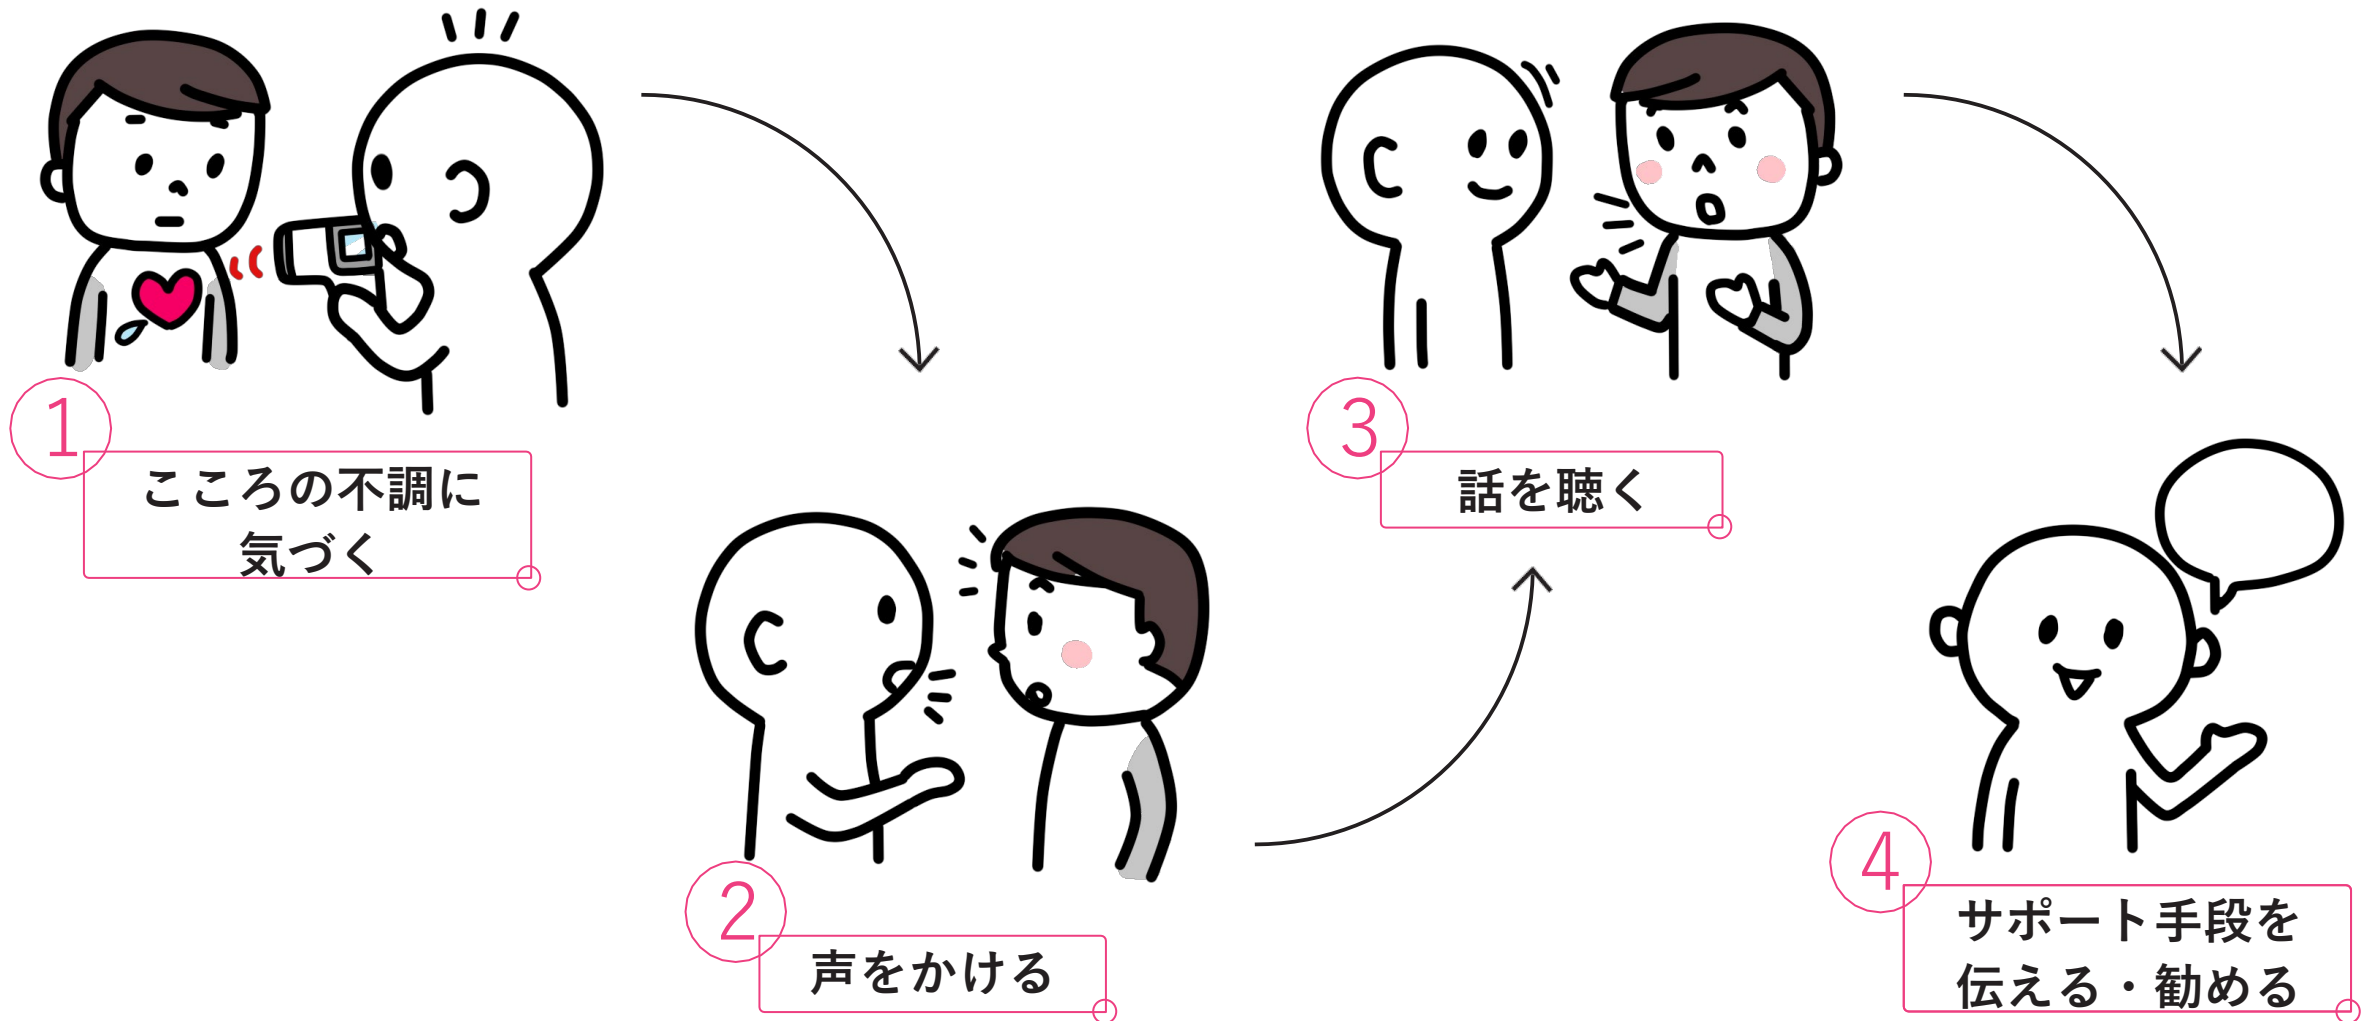 1
こころの不調に
気づく
2
声をかける
3
話を聴く
4
サポート手段を
伝える・勧める